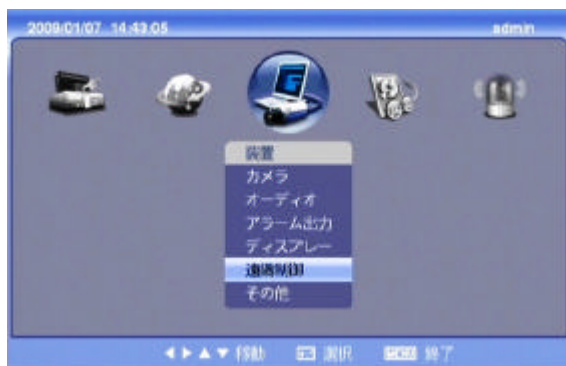 2009/01/07 14:43:05 admin
装置
カメラ
オーディオ
アラーム出力
ディスプレー
遠隔制御
その他
◀ ▶ ▲ ▼ 移動 選択 終了